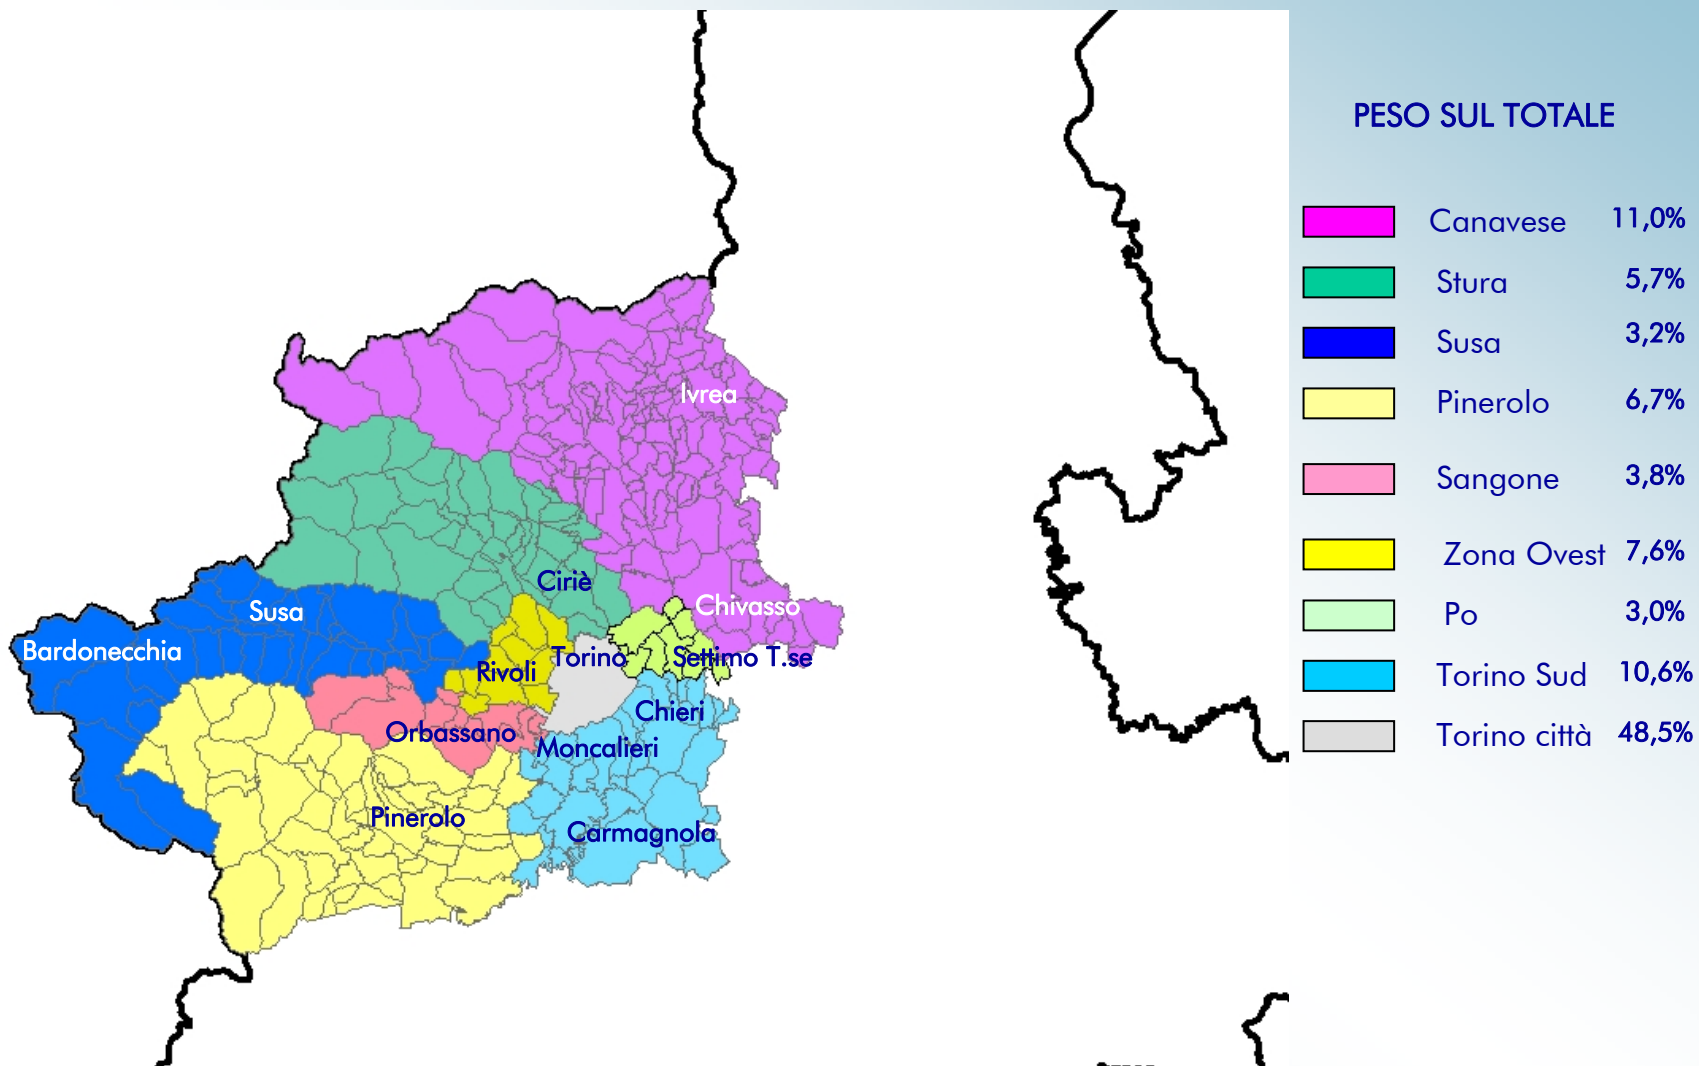 PESO SUL TOTALE
Canavese 11,0%
Stura 5,7%
Susa 3,2%
Pinerolo 6,7%
Sangone 3,8%
Zona Ovest 7,6%
Po 3,0%
Torino Sud 10,6%
Torino città 48,5%
Ivrea
Ciriè
Chivasso
Susa
Bardonecchia
Torino
Settimo T.se
Rivoli
Chieri
Orbassano
Moncalieri
Pinerolo
Carmagnola